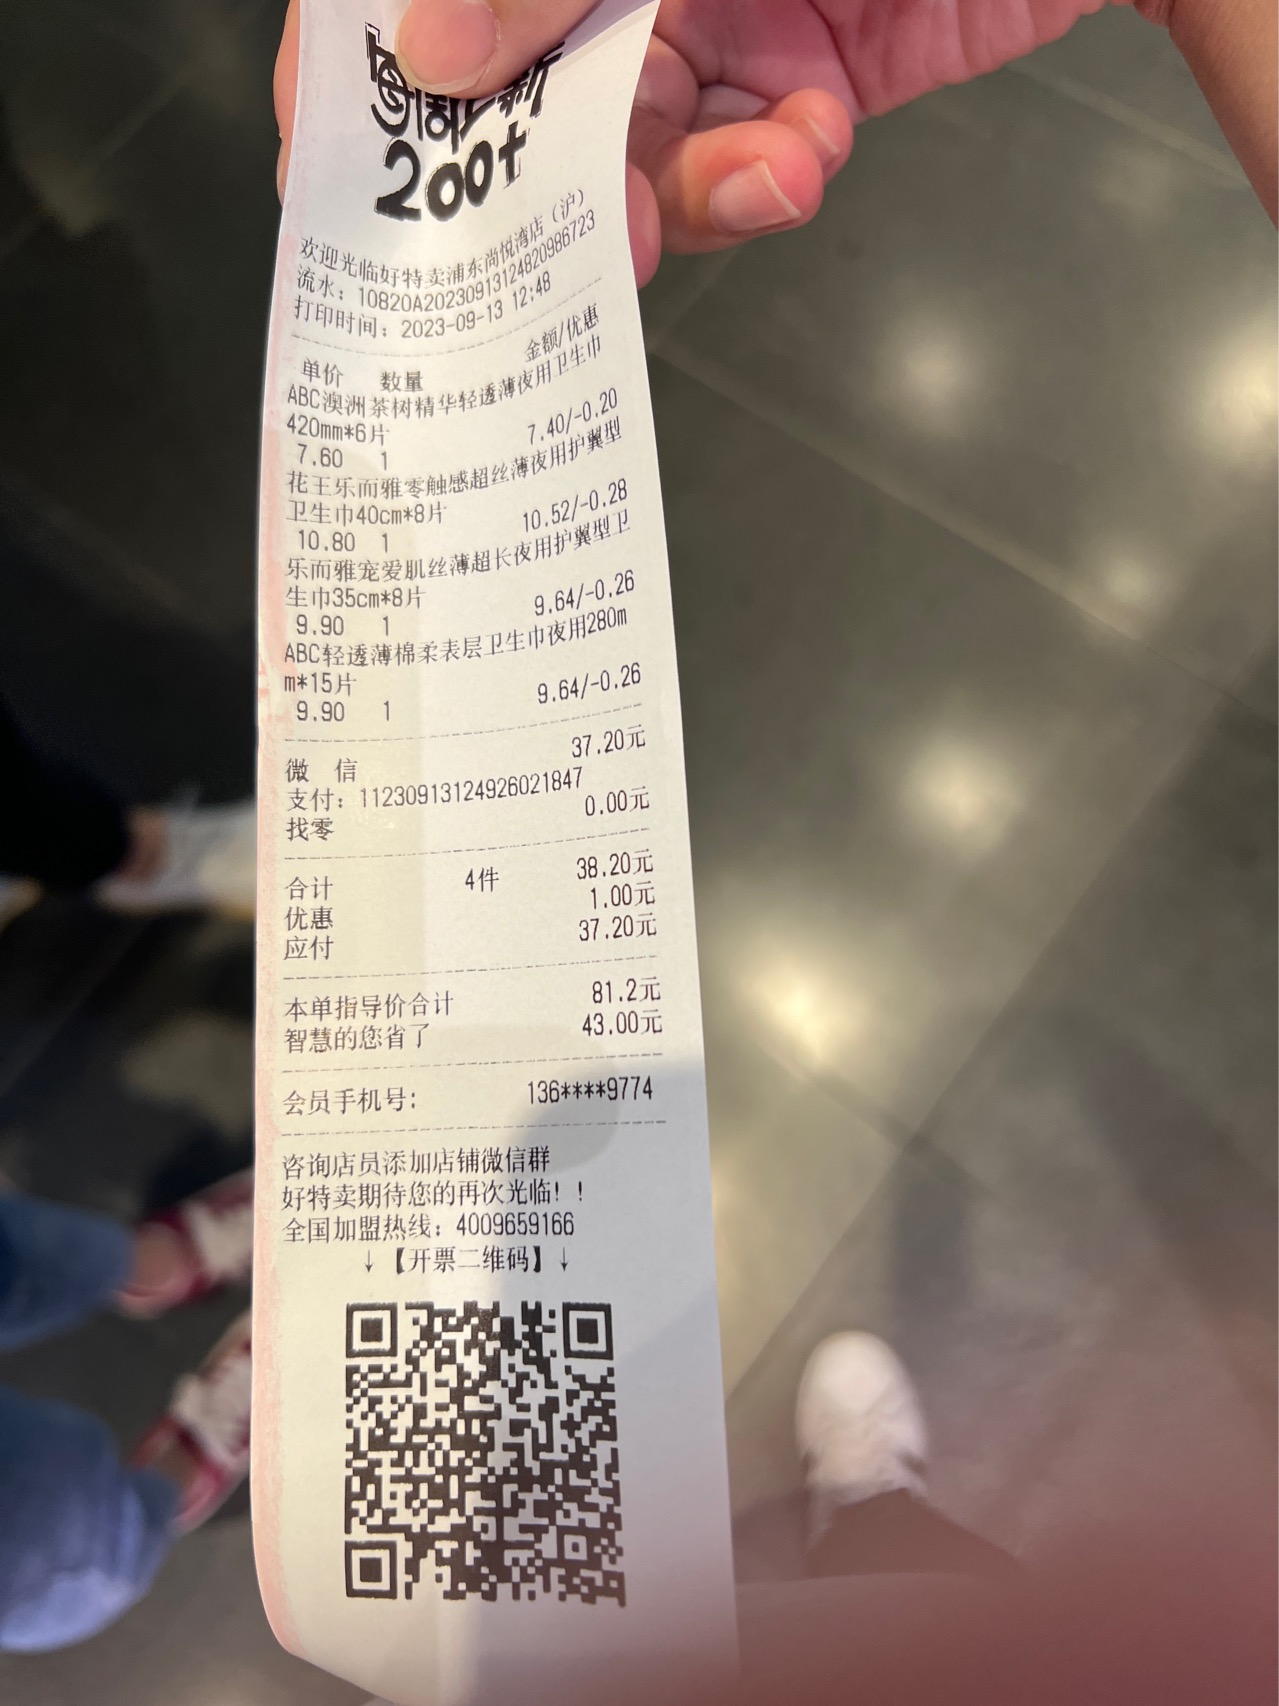 新
200+
欢迎光临好特卖浦东尚悦湾店（沪）
流水：10820A20230913124820986723
打印时间：2023-09-13 12:48
单价 数量 金额/优惠
ABC澳洲茶树精华轻透薄夜用卫生巾
420mm*6片
7.60 1 7.40/-0.20
花王乐而雅零触感超丝薄夜用护翼型
卫生巾40cm*8片
10.80 1 10.52/-0.28
乐而雅宠爱肌丝薄超长夜用护翼型卫
生巾35cm*8片
9.90 1 9.64/-0.26
ABC轻透薄棉柔表层卫生巾夜用280m
m*15片
9.90 1 9.64/-0.26
微 信 37.20元
支付：11230913124926021847
找零 0.00元
合计 4件 38.20元
优惠 1.00元
应付 37.20元
本单指导价合计 81.2元
智慧的您省了 43.00元
会员手机号: 136****9774
咨询店员添加店铺微信群
好特卖期待您的再次光临！！
全国加盟热线：4009659166
↓【开票二维码】↓